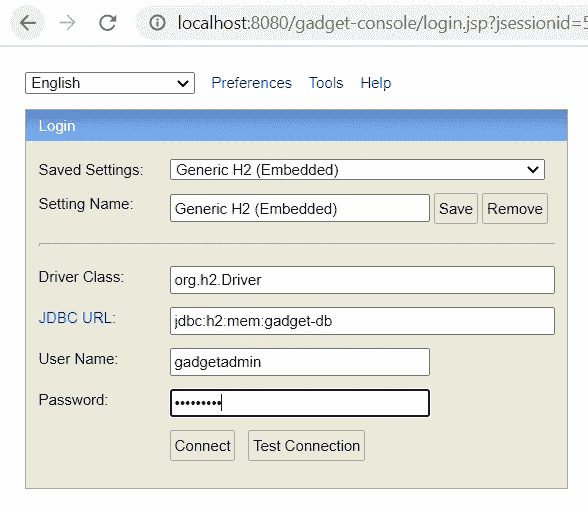 localhost:8080/gadget-console/login.jsp?jsessionid=5
English Preferences Tools Help
Login
Saved Settings: Generic H2 (Embedded)
Setting Name: Generic H2 (Embedded) Save Remove
Driver Class: org.h2.Driver
JDBC URL: jdbc:h2:mem:gadget-db
User Name: gadgetadmin
Password: •••••••••
Connect Test Connection